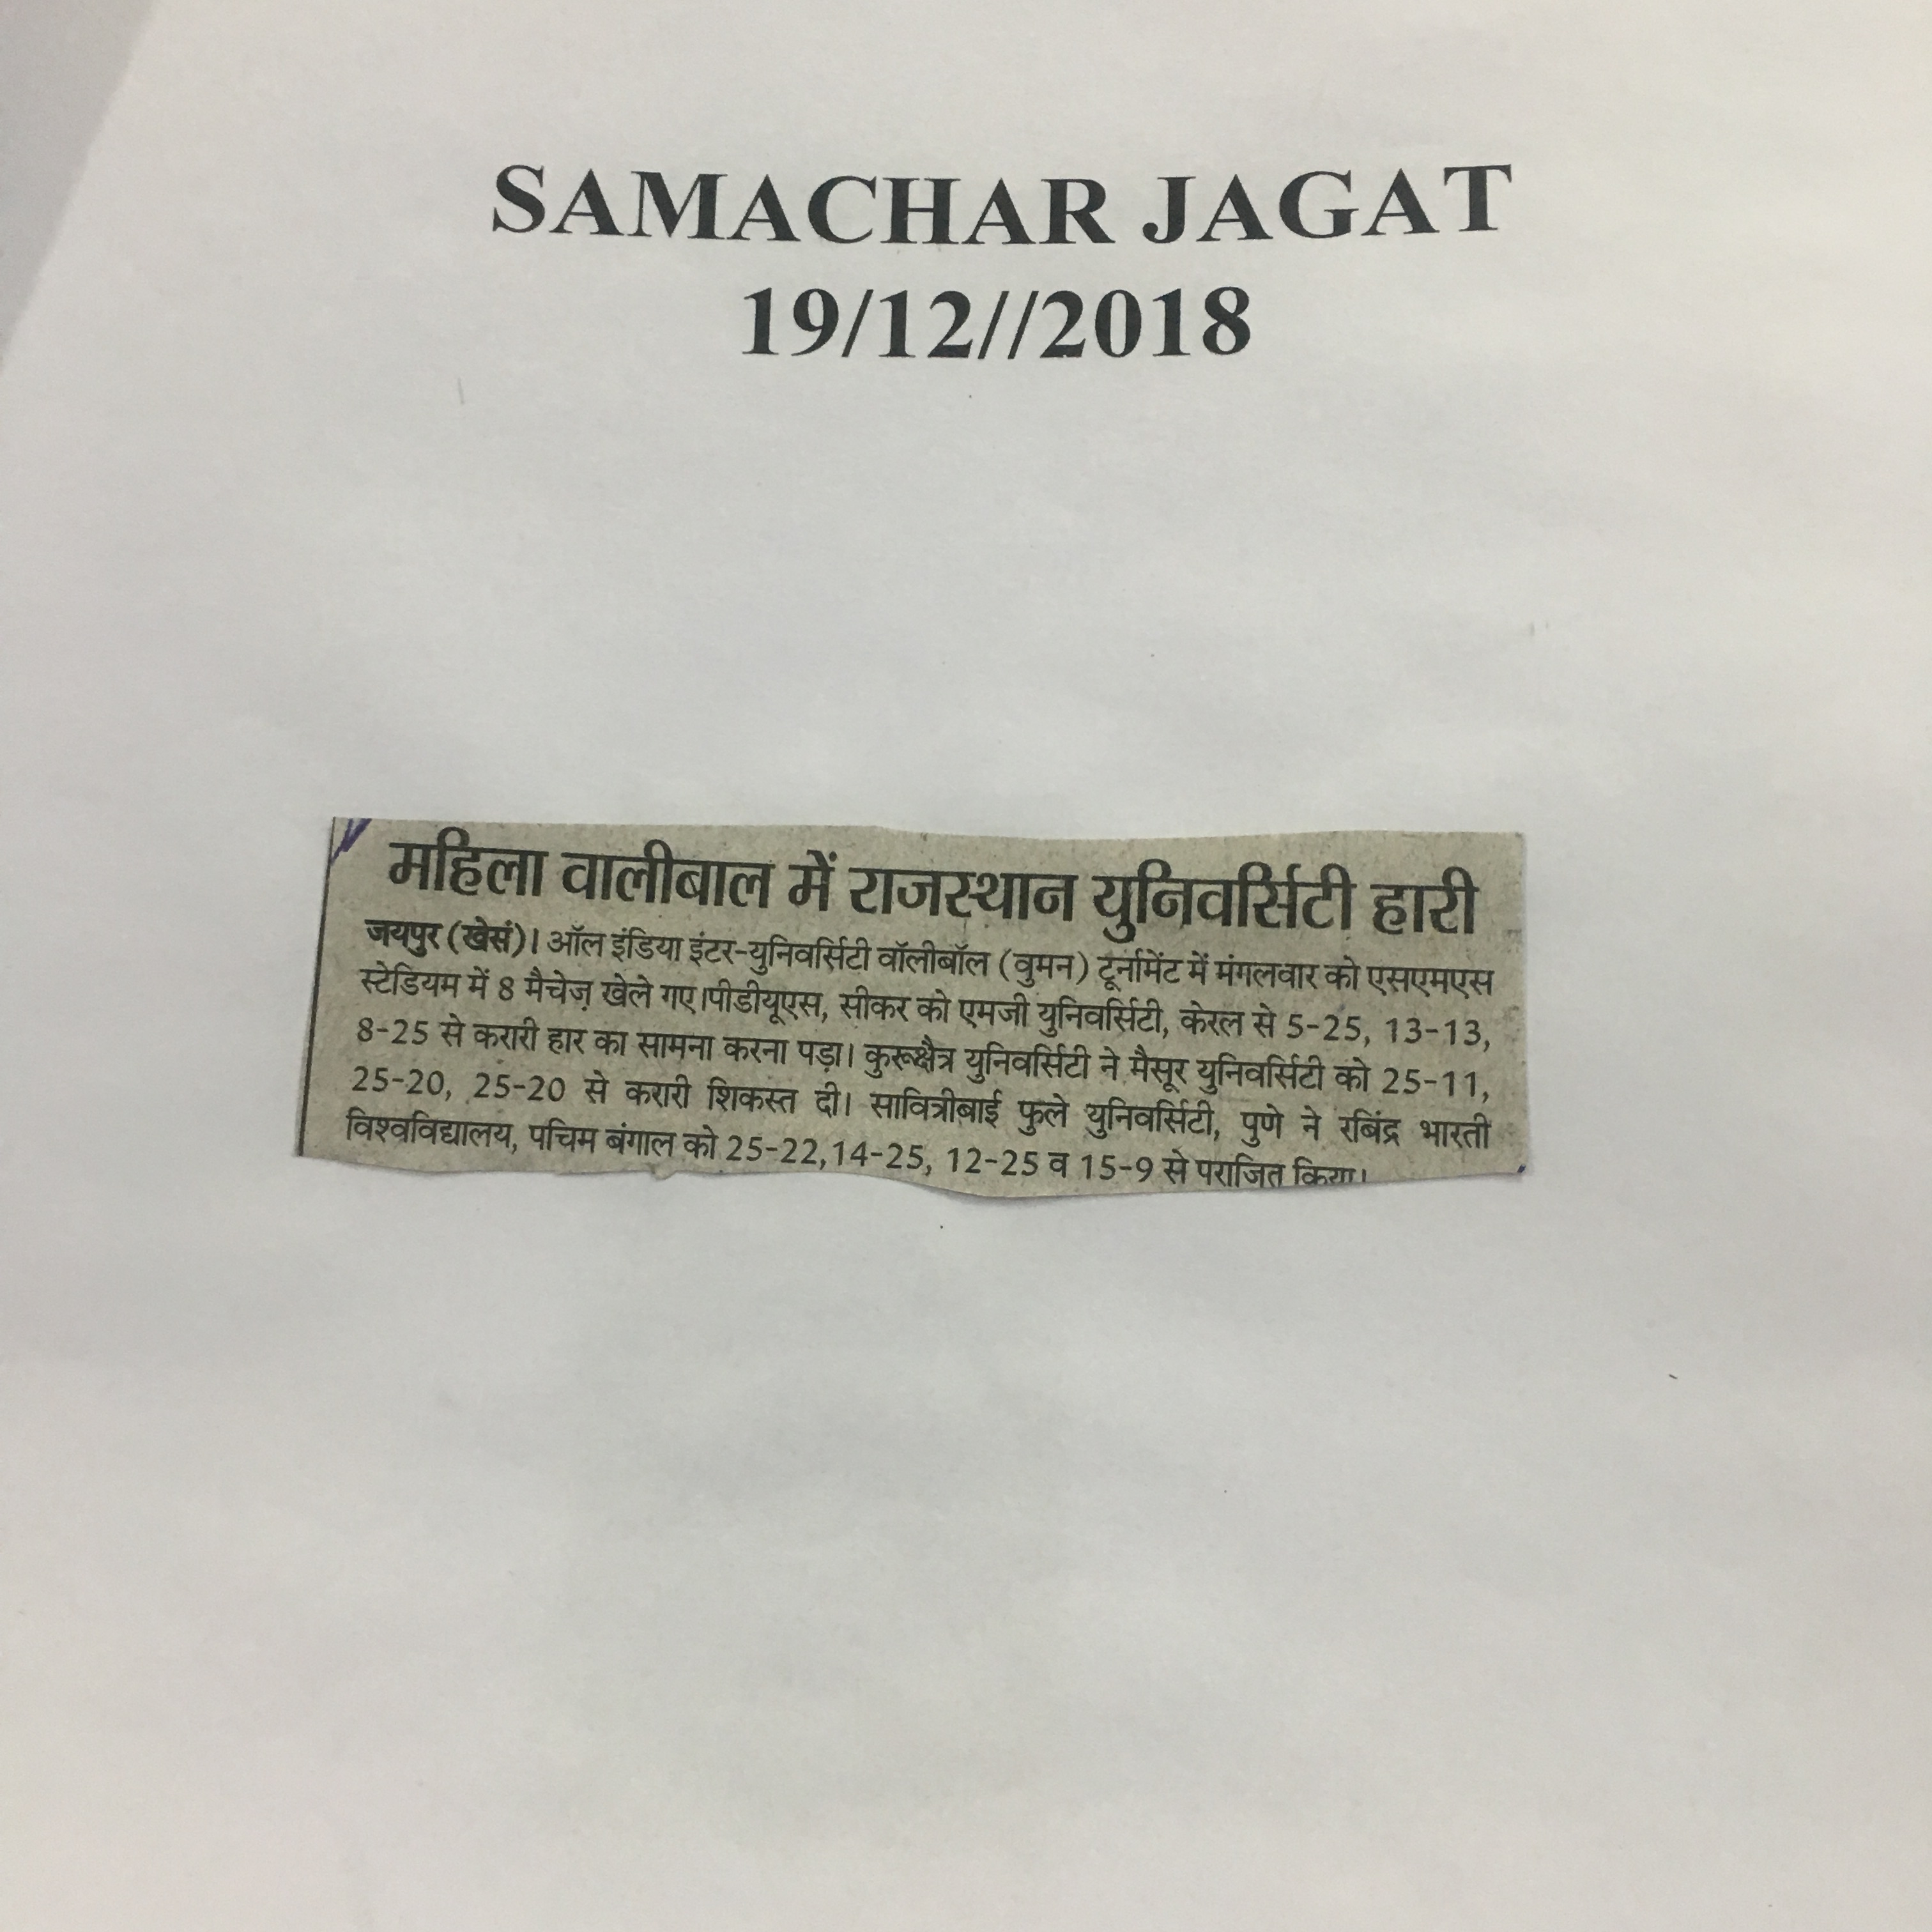 SAMACHAR JAGAT
19/12//2018
महिला वालीबाल में राजस्थान युनिवर्सिटी हारी
जयपुर (खेसं)। ऑल इंडिया इंटर-युनिवर्सिटी वॉलीबॉल (वुमन) टूर्नामेंट में मंगलवार को एसएमएस
स्टेडियम में 8 मैचेज़ खेले गए।पीडीयूएस, सीकर को एमजी युनिवर्सिटी, केरल से 5-25, 13-13,
8-25 से करारी हार का सामना करना पड़ा। कुरूक्षैत्र युनिवर्सिटी ने मैसूर युनिवर्सिटी को 25-11,
25-20, 25-20 से करारी शिकस्त दी। सावित्रीबाई फुले युनिवर्सिटी, पुणे ने रबिंद्र भारती
विश्वविद्यालय, पचिम बंगाल को 25-22,14-25, 12-25 व 15-9 से पराजित किया।